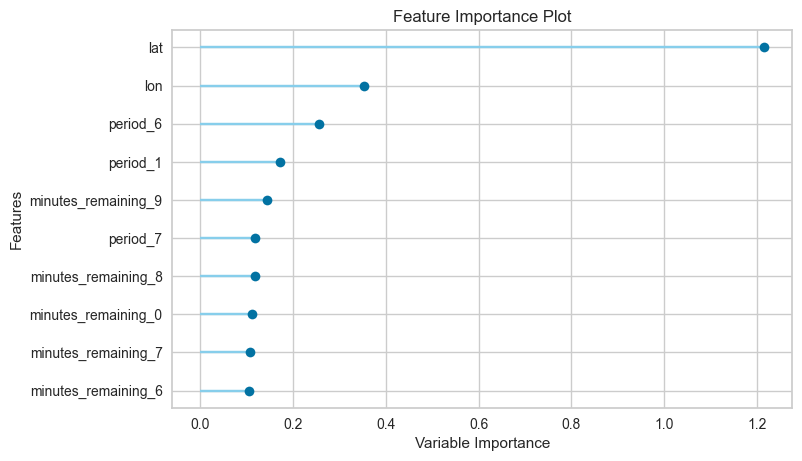 Feature Importance Plot
Features
lat
lon
period_6
period_1
minutes_remaining_9
period_7
minutes_remaining_8
minutes_remaining_0
minutes_remaining_7
minutes_remaining_6
0.0 0.2 0.4 0.6 0.8 1.0 1.2
Variable Importance